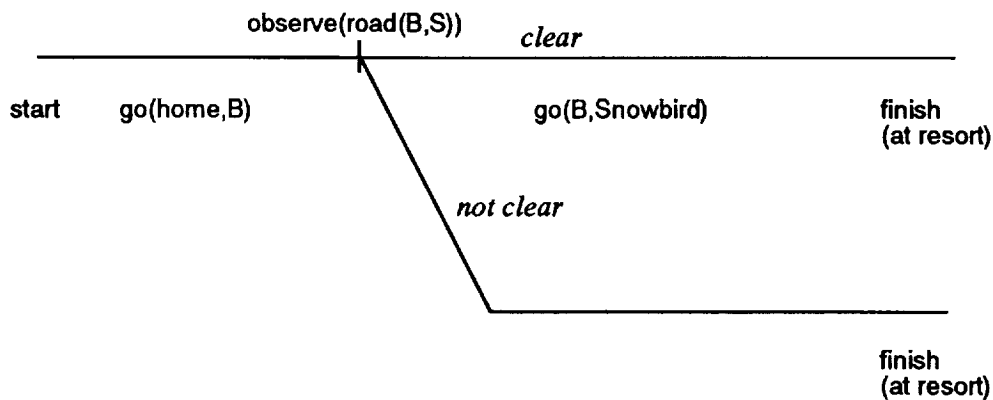 observe(road(B,S))
clear
start
go(home,B)
go(B,Snowbird)
finish
(at resort)
not clear
finish
(at resort)